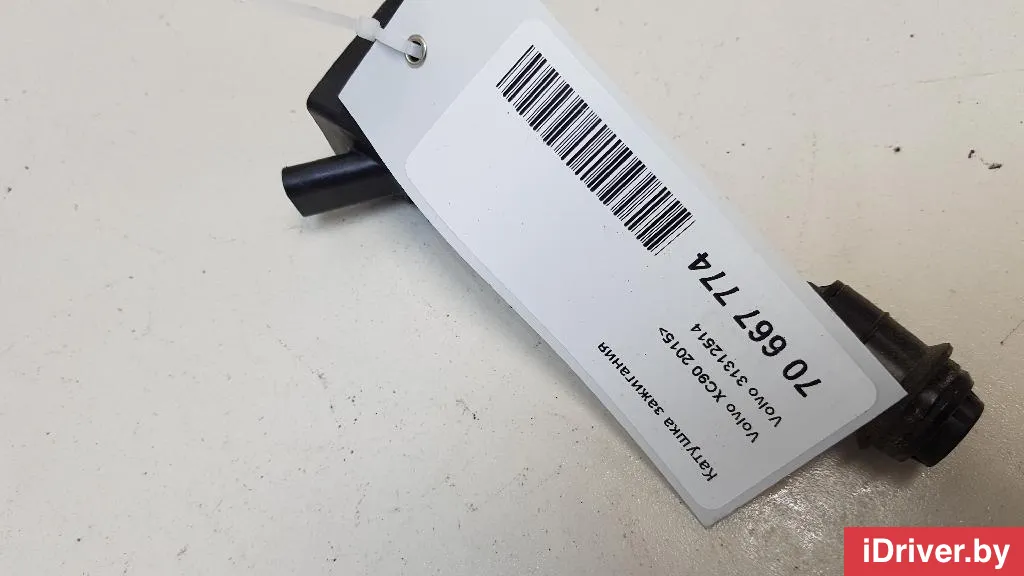 70 667 774
Volvo 31312514
Volvo XC90 2015>
Катушка зажигания
iDriver.by